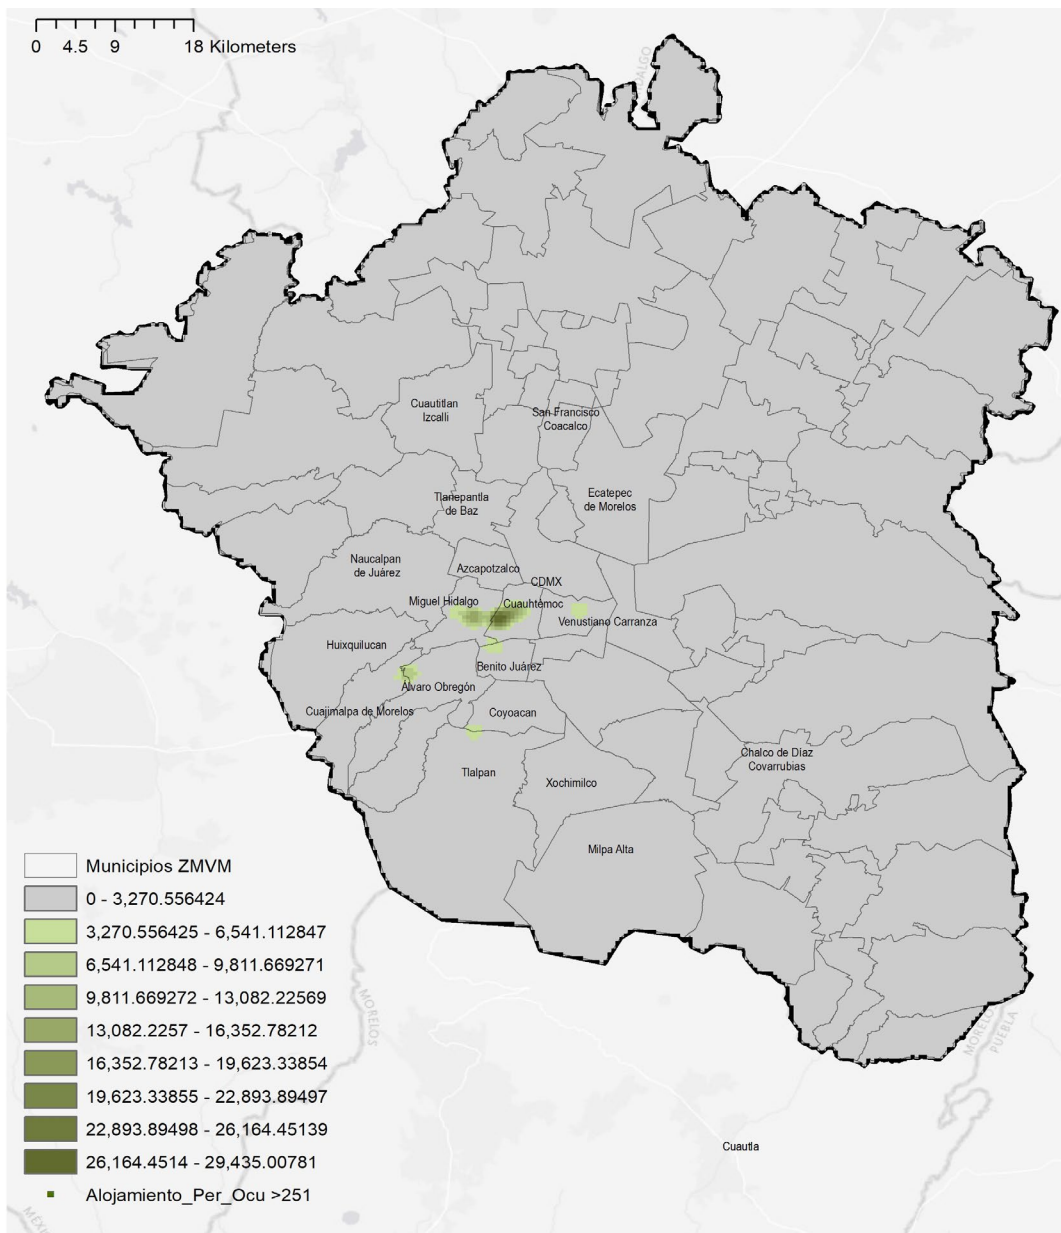 0 4.5 9 18 Kilometers
HIDALGO
Cuautitlan
Izcalli
San Francisco
Coacalco
Tlanepantla
de Baz
Ecatepec
de Morelos
Naucalpan
de Juárez
Azcapotzalco
CDMX
Miguel Hidalgo
Cuauhtémoc
Venustiano Carranza
Huixquilucan
Benito Juárez
Álvaro Obregón
Cuajimalpa de Morelos
Coyoacan
Tlalpan
Xochimilco
Chalco de Díaz
Covarrubias
Milpa Alta
Municipios ZMVM
0 - 3,270.556424
3,270.556425 - 6,541.112847
6,541.112848 - 9,811.669271
9,811.669272 - 13,082.22569
13,082.2257 - 16,352.78212
16,352.78213 - 19,623.33854
19,623.33855 - 22,893.89497
22,893.89498 - 26,164.45139
26,164.4514 - 29,435.00781
Alojamiento_Per_Ocu >251
MORELOS
MORELOS
PUEBLA
Cuautla